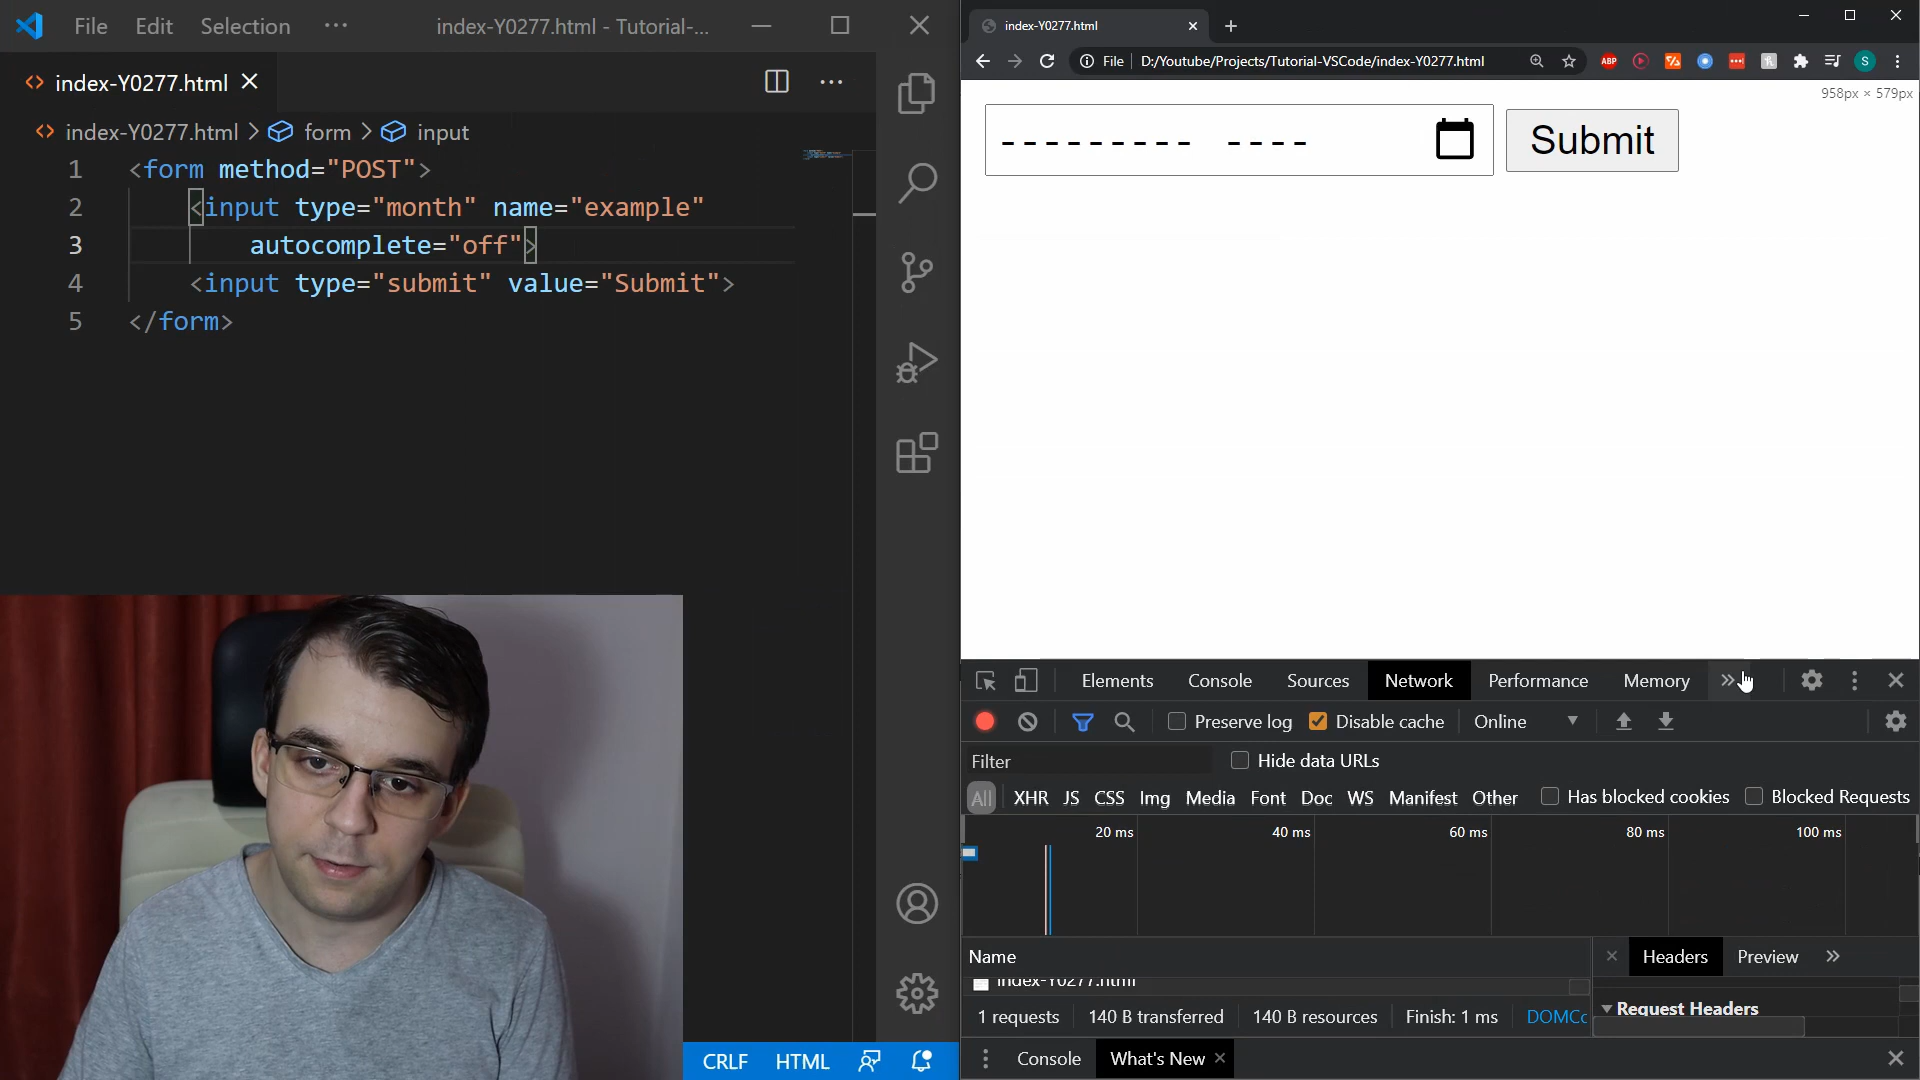 File Edit Selection ··· index-Y0277.html - Tutorial-...
index-Y0277.html
index-Y0277.html > form > input
1 <form method="POST">
2 <input type="month" name="example"
3 autocomplete="off">
4 <input type="submit" value="Submit">
5 </form>
CRLF HTML
index-Y0277.html
File D:/Youtube/Projects/Tutorial-VSCode/index-Y0277.html ABP S
958px × 579px
--------- ---- Submit
Elements Console Sources Network Performance Memory »
Preserve log Disable cache Online
Filter Hide data URLs
All XHR JS CSS Img Media Font Doc WS Manifest Other Has blocked cookies Blocked Requests
20 ms 40 ms 60 ms 80 ms 100 ms
Name Headers Preview »
index-Y0277.html
Request Headers
1 requests 140 B transferred 140 B resources Finish: 1 ms DOMCc
Console What's New